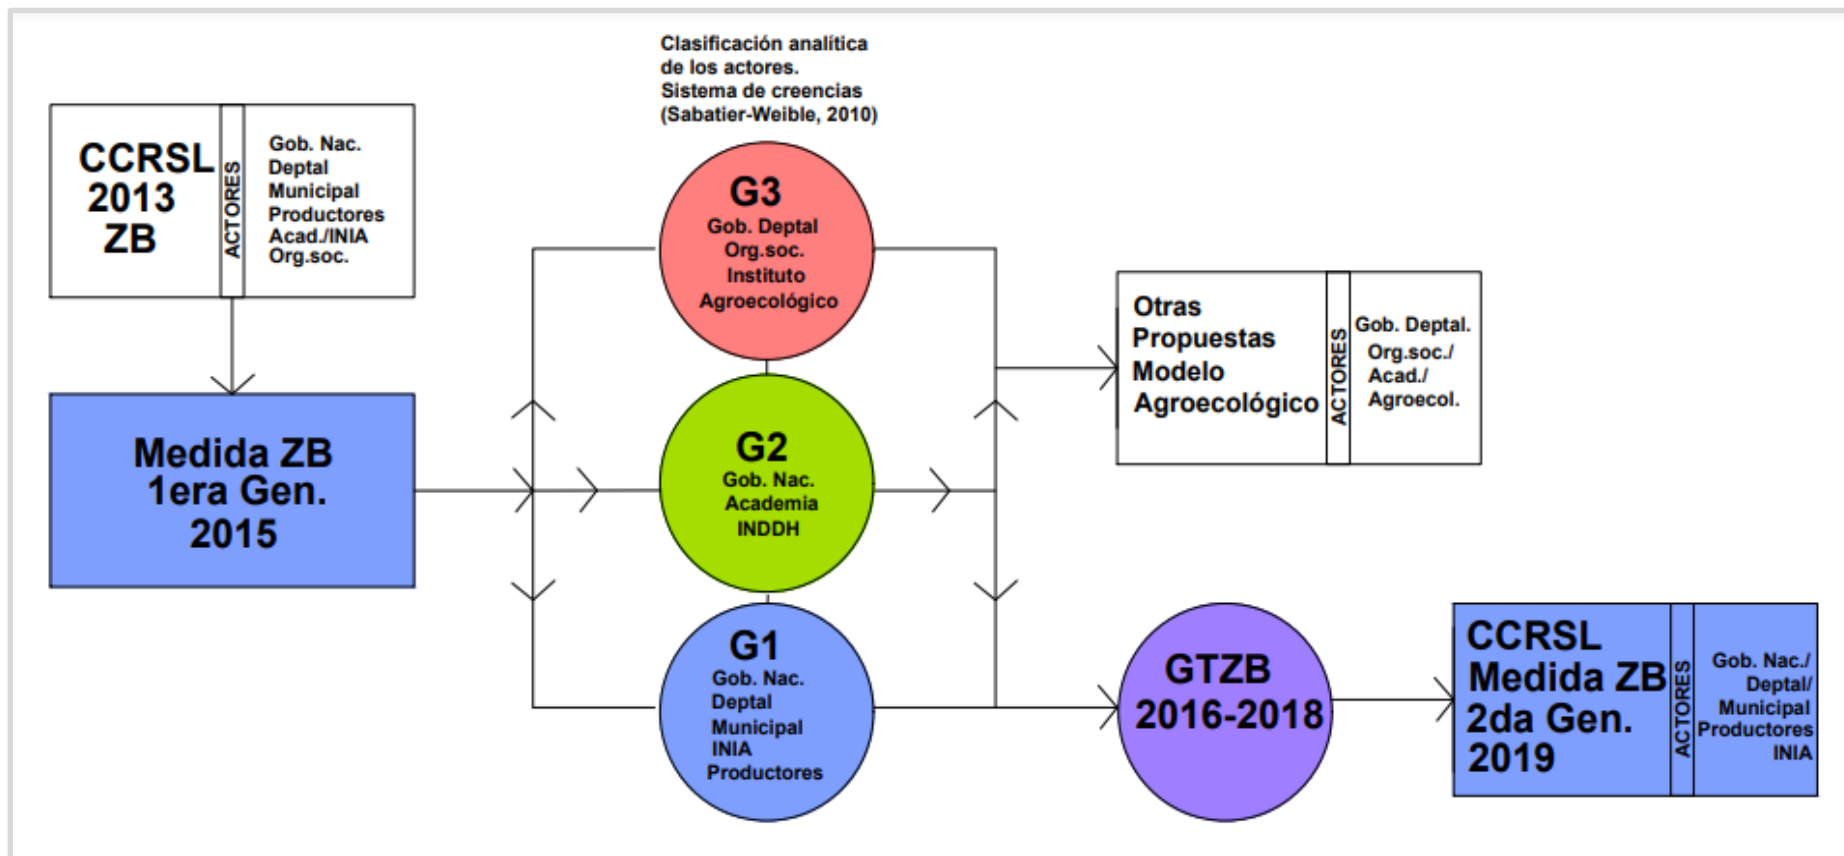 Clasificación analítica
de los actores.
Sistema de creencias
(Sabatier-Weible, 2010)
CCRSL
2013
ZB
ACTORES
Gob. Nac.
Deptal
Municipal
Productores
Acad./INIA
Org.soc.
Medida ZB
1era Gen.
2015
G3
Gob. Deptal
Org.soc.
Instituto
Agroecológico
G2
Gob. Nac.
Academia
INDDH
G1
Gob. Nac.
Deptal
Municipal
INIA
Productores
Otras
Propuestas
Modelo
Agroecológico
ACTORES
Gob. Deptal.
Org.soc./
Acad./
Agroecol.
GTZB
2016-2018
CCRSL
Medida ZB
2da Gen.
2019
ACTORES
Gob. Nac./
Deptal/
Municipal
Productores
INIA